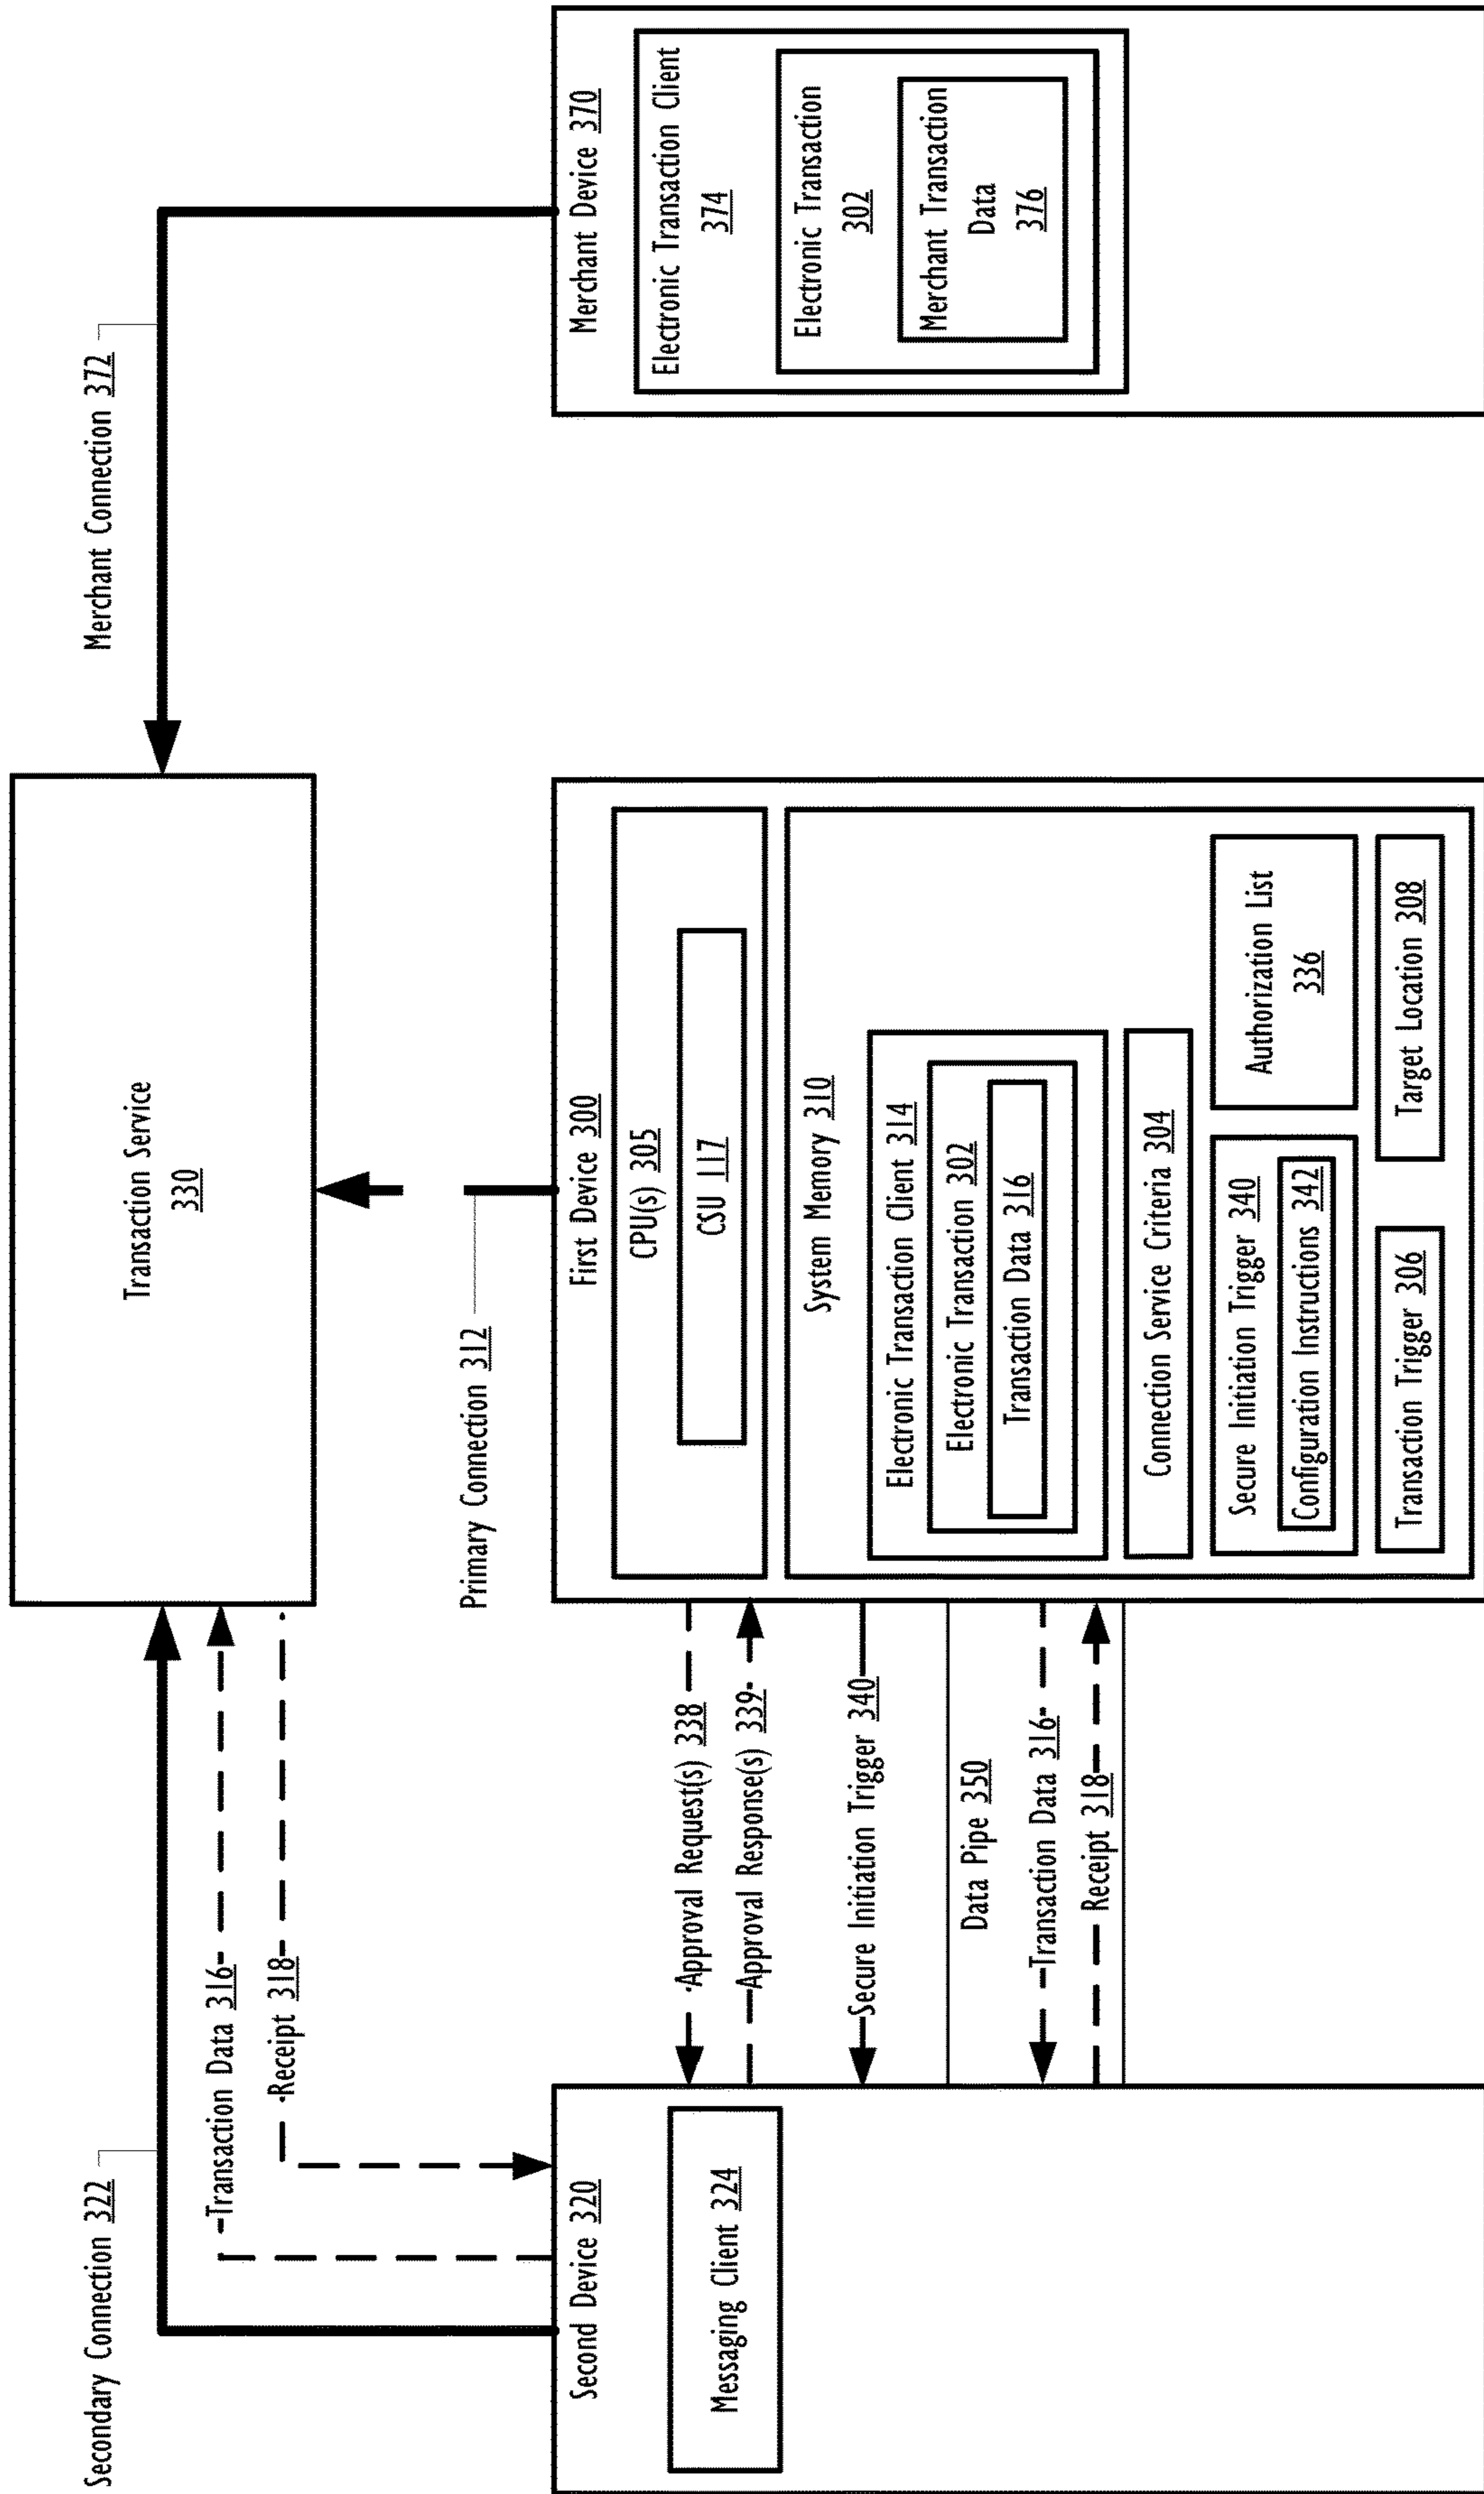 Secondary Connection 322
Transaction Data 316
Receipt 318
Transaction Service
330
Merchant Connection 372
Primary Connection 312
Second Device 320
Messaging Client 324
Approval Request(s) 338
Approval Response(s) 339
Secure Initiation Trigger 340
Data Pipe 350
Transaction Data 316
Receipt 318
First Device 300
CPU(s) 305
CSU 117
System Memory 310
Electronic Transaction Client 314
Electronic Transaction 302
Transaction Data 316
Connection Service Criteria 304
Secure Initiation Trigger 340
Configuration Instructions 342
Authorization List
336
Transaction Trigger 306
Target Location 308
Merchant Device 370
Electronic Transaction Client
374
Electronic Transaction
302
Merchant Transaction
Data
376